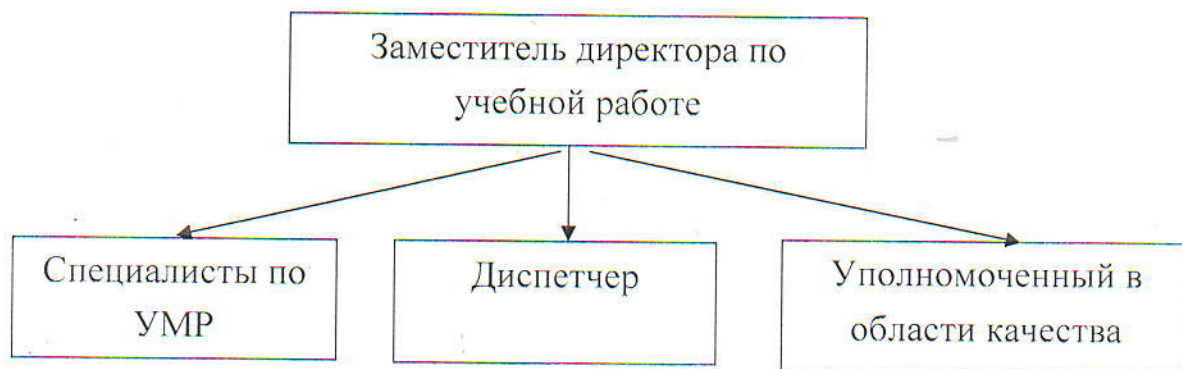 Заместитель директора по
учебной работе
Специалисты по
УМР
Диспетчер
Уполномоченный в
области качества